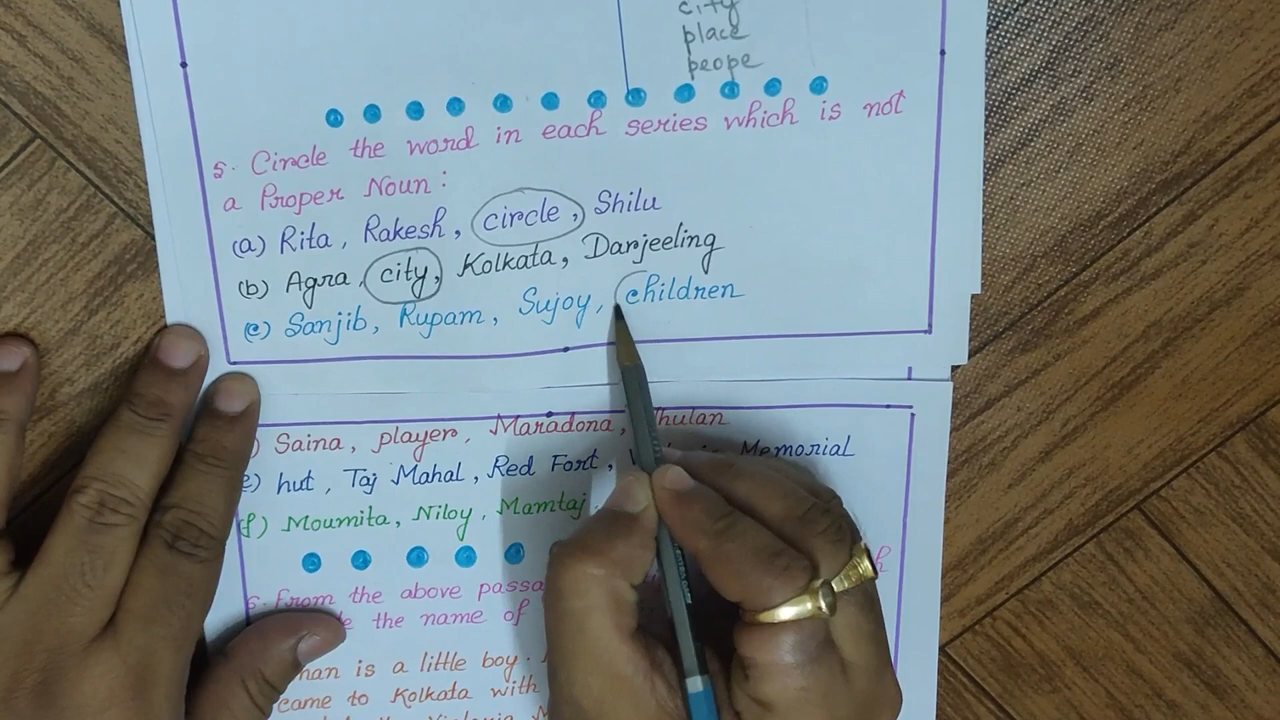 city
place
peope
5. Circle the word in each series which is not
a Proper Noun :
(a) Rita, Rakesh, circle, Shilu
(b) Agra, city, Kolkata, Darjeeling
(c) Sanjib, Rupam, Sujoy, children
) Saina, player, Maradona, Jhulan
e) hut, Taj Mahal, Red Fort, Memorial
f) Moumita, Niloy, Mamtaj
6. From the above
the name of
is a little boy.
came to Kolkata with